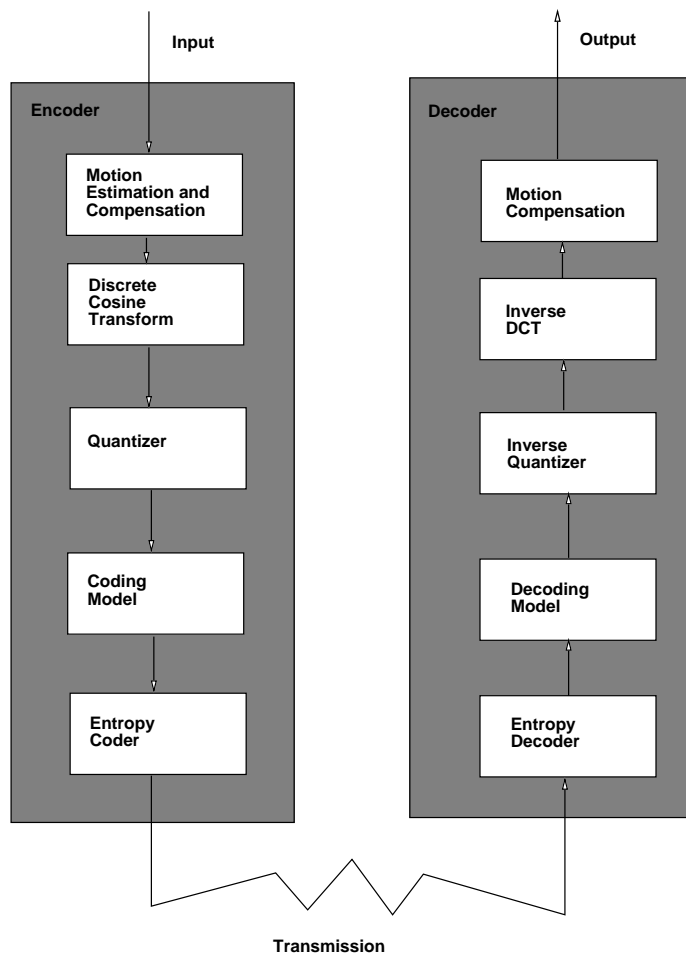 Input
Encoder
Motion
Estimation and
Compensation
Discrete
Cosine
Transform
Quantizer
Coding
Model
Entropy
Coder
Output
Decoder
Motion
Compensation
Inverse
DCT
Inverse
Quantizer
Decoding
Model
Entropy
Decoder
Transmission